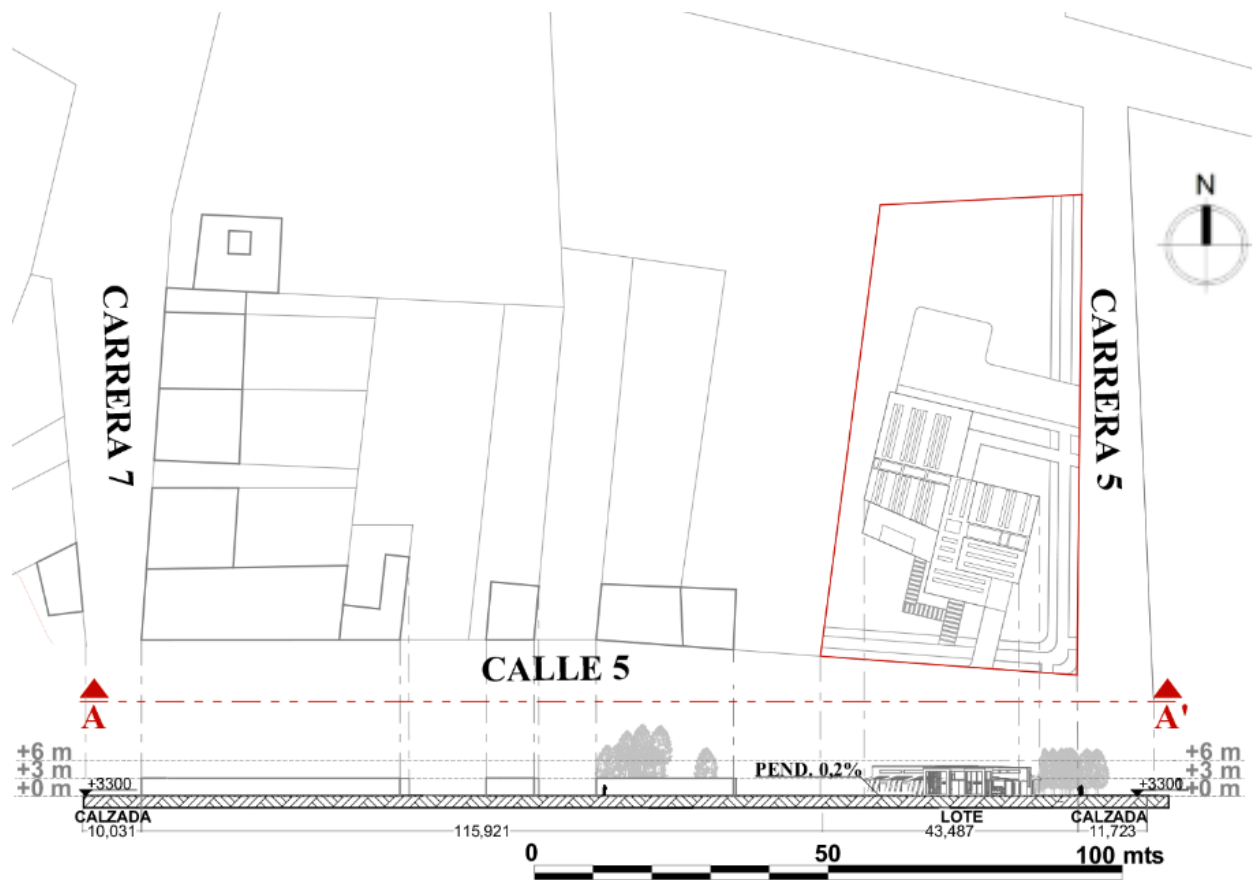 N
CARRERA 7
CARRERA 5
CALLE 5
A
A'
+6 m
+3 m
+0 m
+3300
PEND. 0,2%
+6 m
+3 m
+0 m
+3300
CALZADA
LOTE
CALZADA
10,031
115,921
43,487
11,723
0
50
100 mts